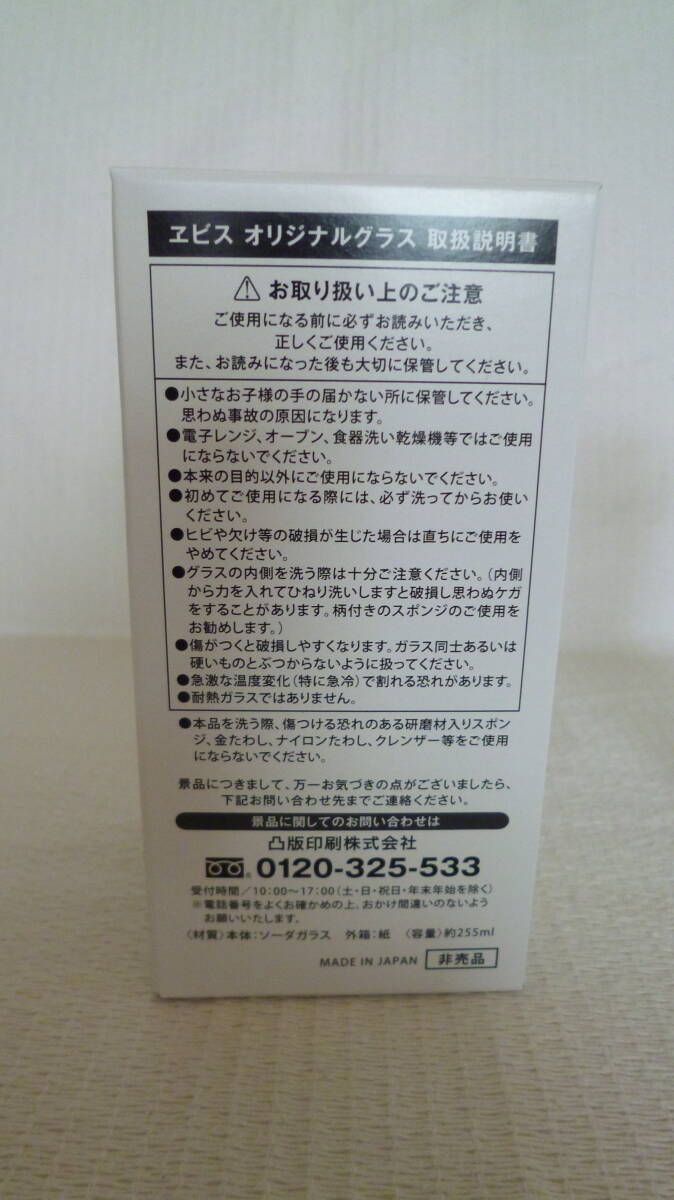 ヱビス オリジナルグラス 取扱説明書
⚠ お取り扱い上のご注意
ご使用になる前に必ずお読みいただき、
正しくご使用ください。
また、お読みになった後も大切に保管してください。
●小さなお子様の手の届かない所に保管してください。
思わぬ事故の原因になります。
●電子レンジ、オーブン、食器洗い乾燥機等ではご使用
にならないでください。
●本来の目的以外にご使用にならないでください。
●初めてご使用になる際には、必ず洗ってからお使い
ください。
●ヒビや欠け等の破損が生じた場合は直ちにご使用を
やめてください。
●グラスの内側を洗う際は十分ご注意ください。(内側
から力を入れてひねり洗いしますと破損し思わぬケガ
をすることがあります。柄付きのスポンジのご使用を
お勧めします。)
●傷がつくと破損しやすくなります。ガラス同士あるいは
硬いものとぶつからないように扱ってください。
●急激な温度変化(特に急冷)で割れる恐れがあります。
●耐熱ガラスではありません。
●本品を洗う際、傷つける恐れのある研磨材入りスポン
ジ、金たわし、ナイロンたわし、クレンザー等をご使用
にならないでください。
景品につきまして、万一お気づきの点がございましたら、
下記お問い合わせ先までご連絡ください。
景品に関してのお問い合わせは
凸版印刷株式会社
0120-325-533
受付時間/10:00〜17:00(土・日・祝日・年末年始を除く)
※電話番号をよくお確かめの上、おかけ間違いのないよう
お願いいたします。
〈材質〉本体:ソーダガラス 外箱:紙 〈容量〉約255ml
MADE IN JAPAN 非売品